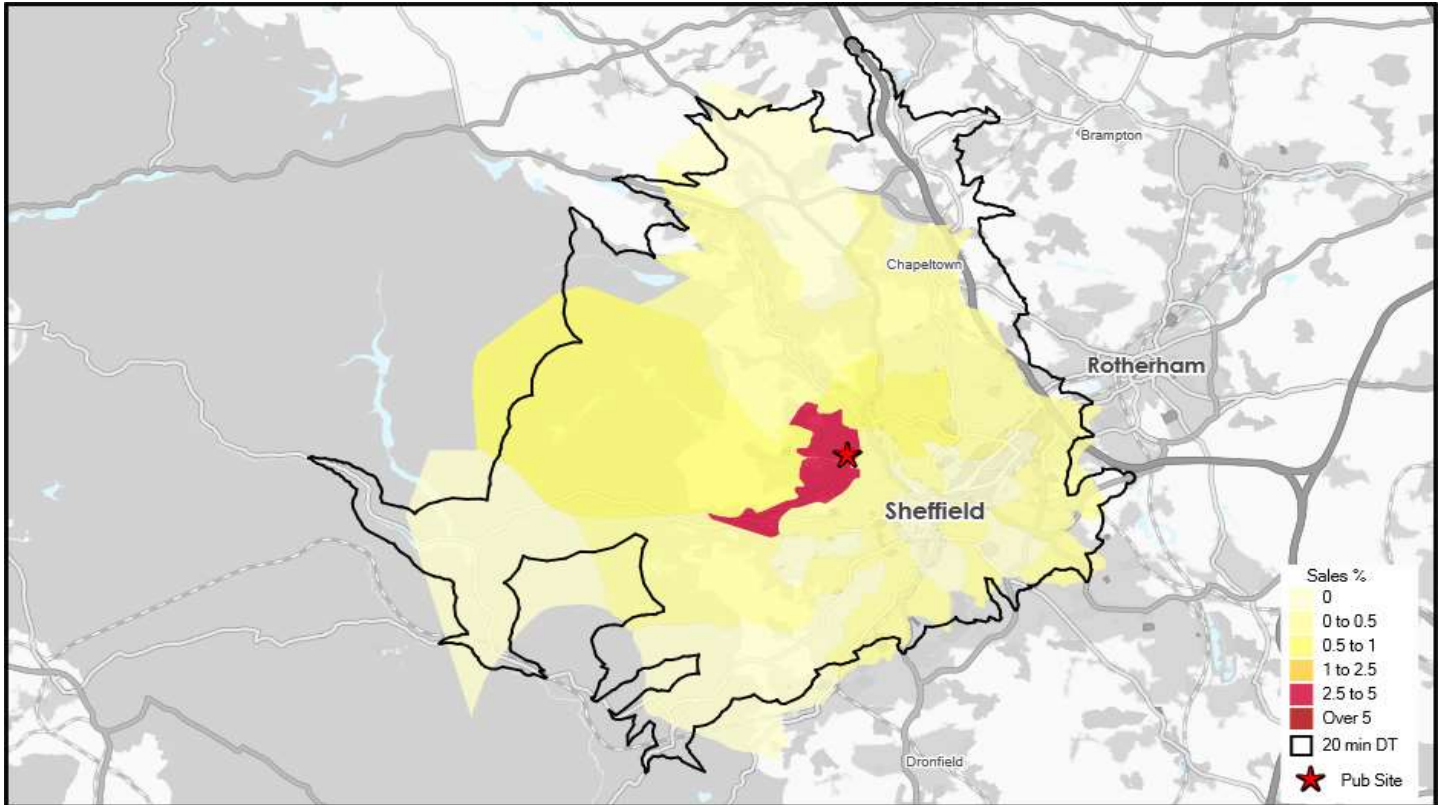 Brampton
Chapeltown
Rotherham
Sheffield
Dronfield
Sales %
0
0 to 0.5
0.5 to 1
1 to 2.5
2.5 to 5
Over 5
20 min DT
Pub Site